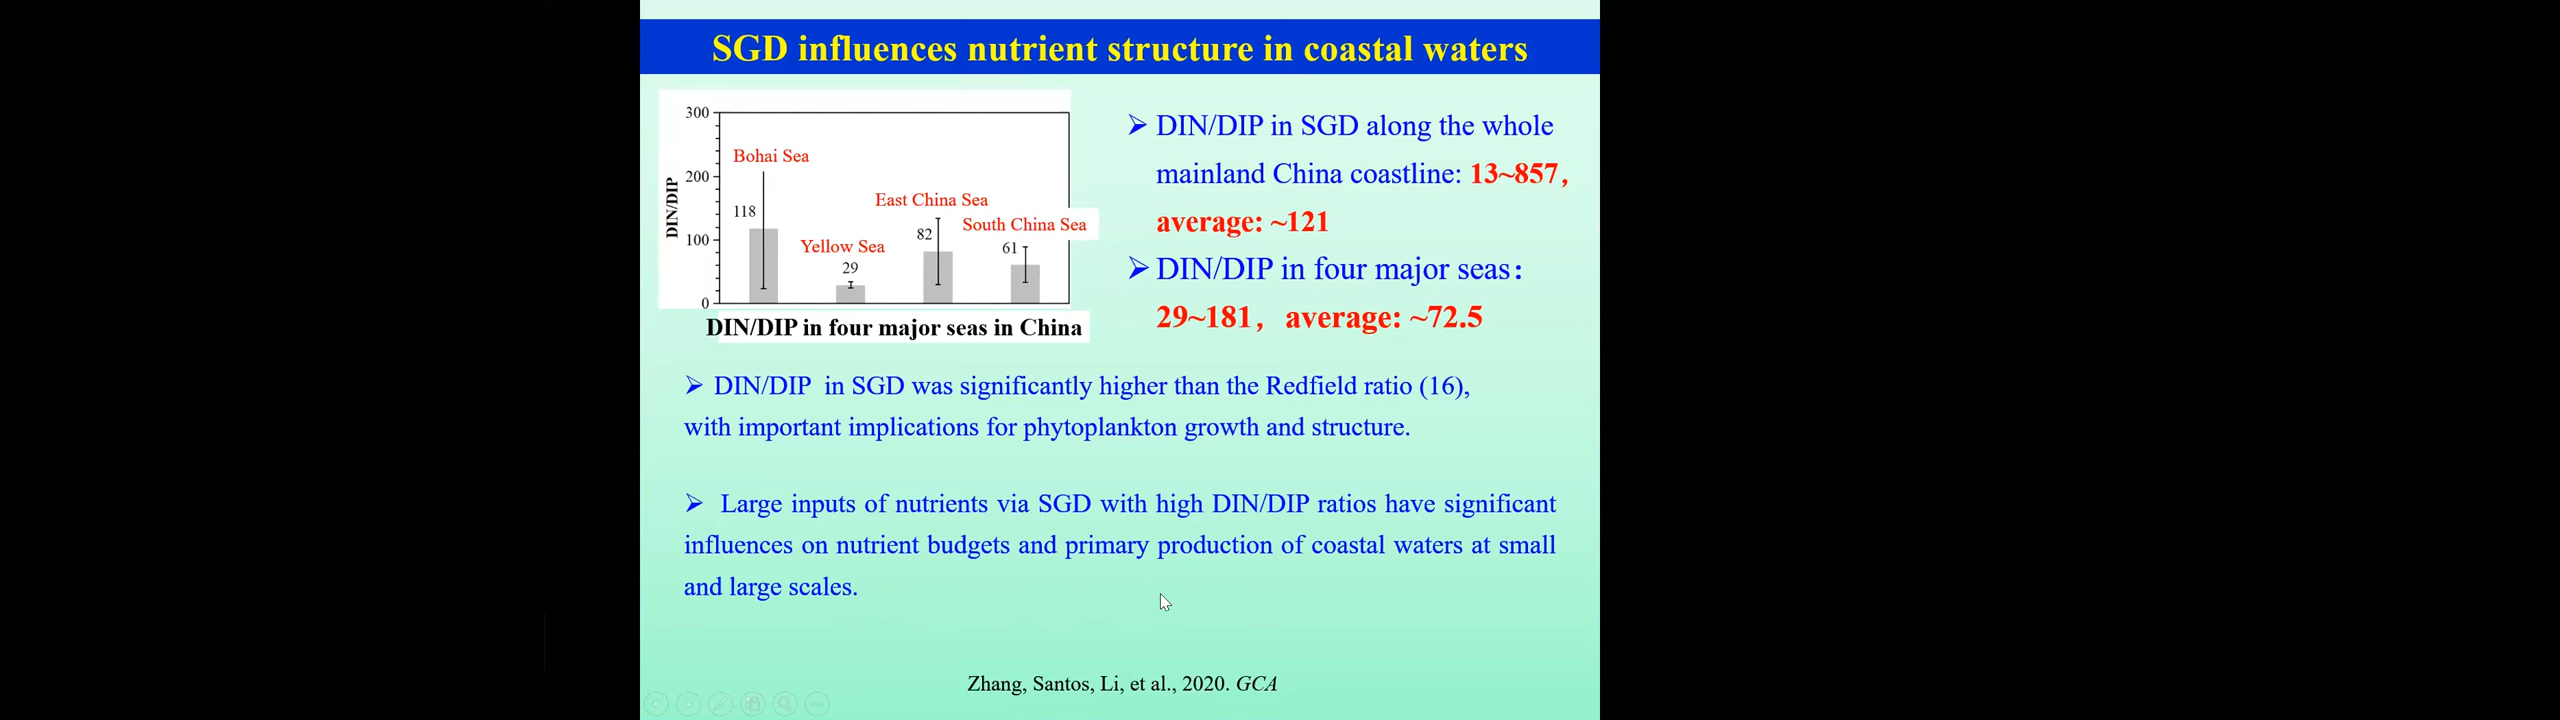 SGD influences nutrient structure in coastal waters
300
200
100
0
DIN/DIP
Bohai Sea
118
Yellow Sea
29
East China Sea
82
South China Sea
61
DIN/DIP in four major seas in China
➢ DIN/DIP in SGD along the whole
mainland China coastline: 13~857，
average: ~121
➢ DIN/DIP in four major seas：
29~181， average: ~72.5
➢ DIN/DIP in SGD was significantly higher than the Redfield ratio (16),
with important implications for phytoplankton growth and structure.
➢ Large inputs of nutrients via SGD with high DIN/DIP ratios have significant
influences on nutrient budgets and primary production of coastal waters at small
and large scales.
Zhang, Santos, Li, et al., 2020. GCA